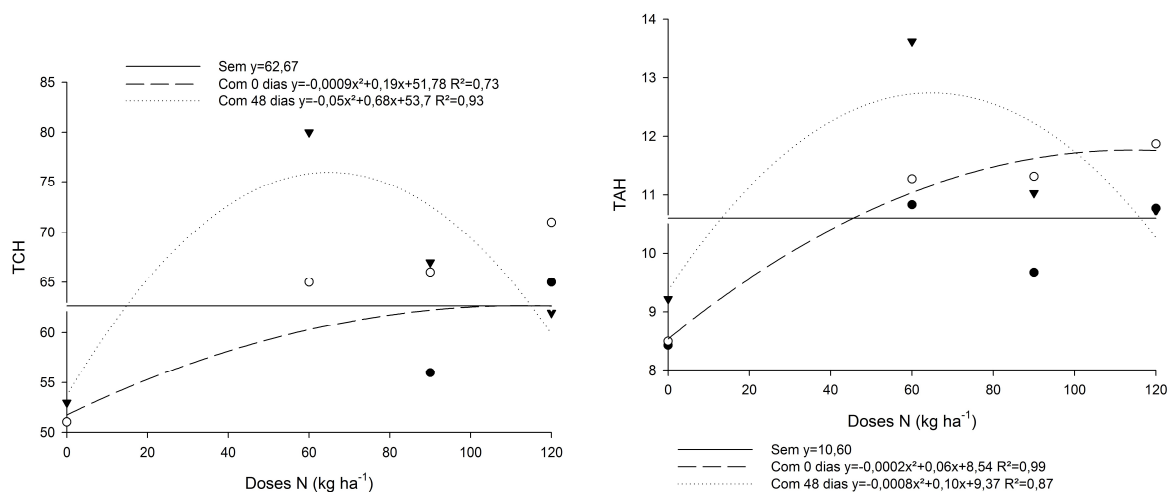 Sem y=62,67
Com 0 dias y=-0,0009x²+0,19x+51,78 R²=0,73
Com 48 dias y=-0,05x²+0,68x+53,7 R²=0,93
85
80
75
70
65
60
55
50
TCH
0 20 40 60 80 100 120
Doses N (kg ha⁻¹)
14
13
12
11
10
9
8
TAH
0 20 40 60 80 100 120
Doses N (kg ha⁻¹)
Sem y=10,60
Com 0 dias y=-0,0002x²+0,06x+8,54 R²=0,99
Com 48 dias y=-0,0008x²+0,10x+9,37 R²=0,87